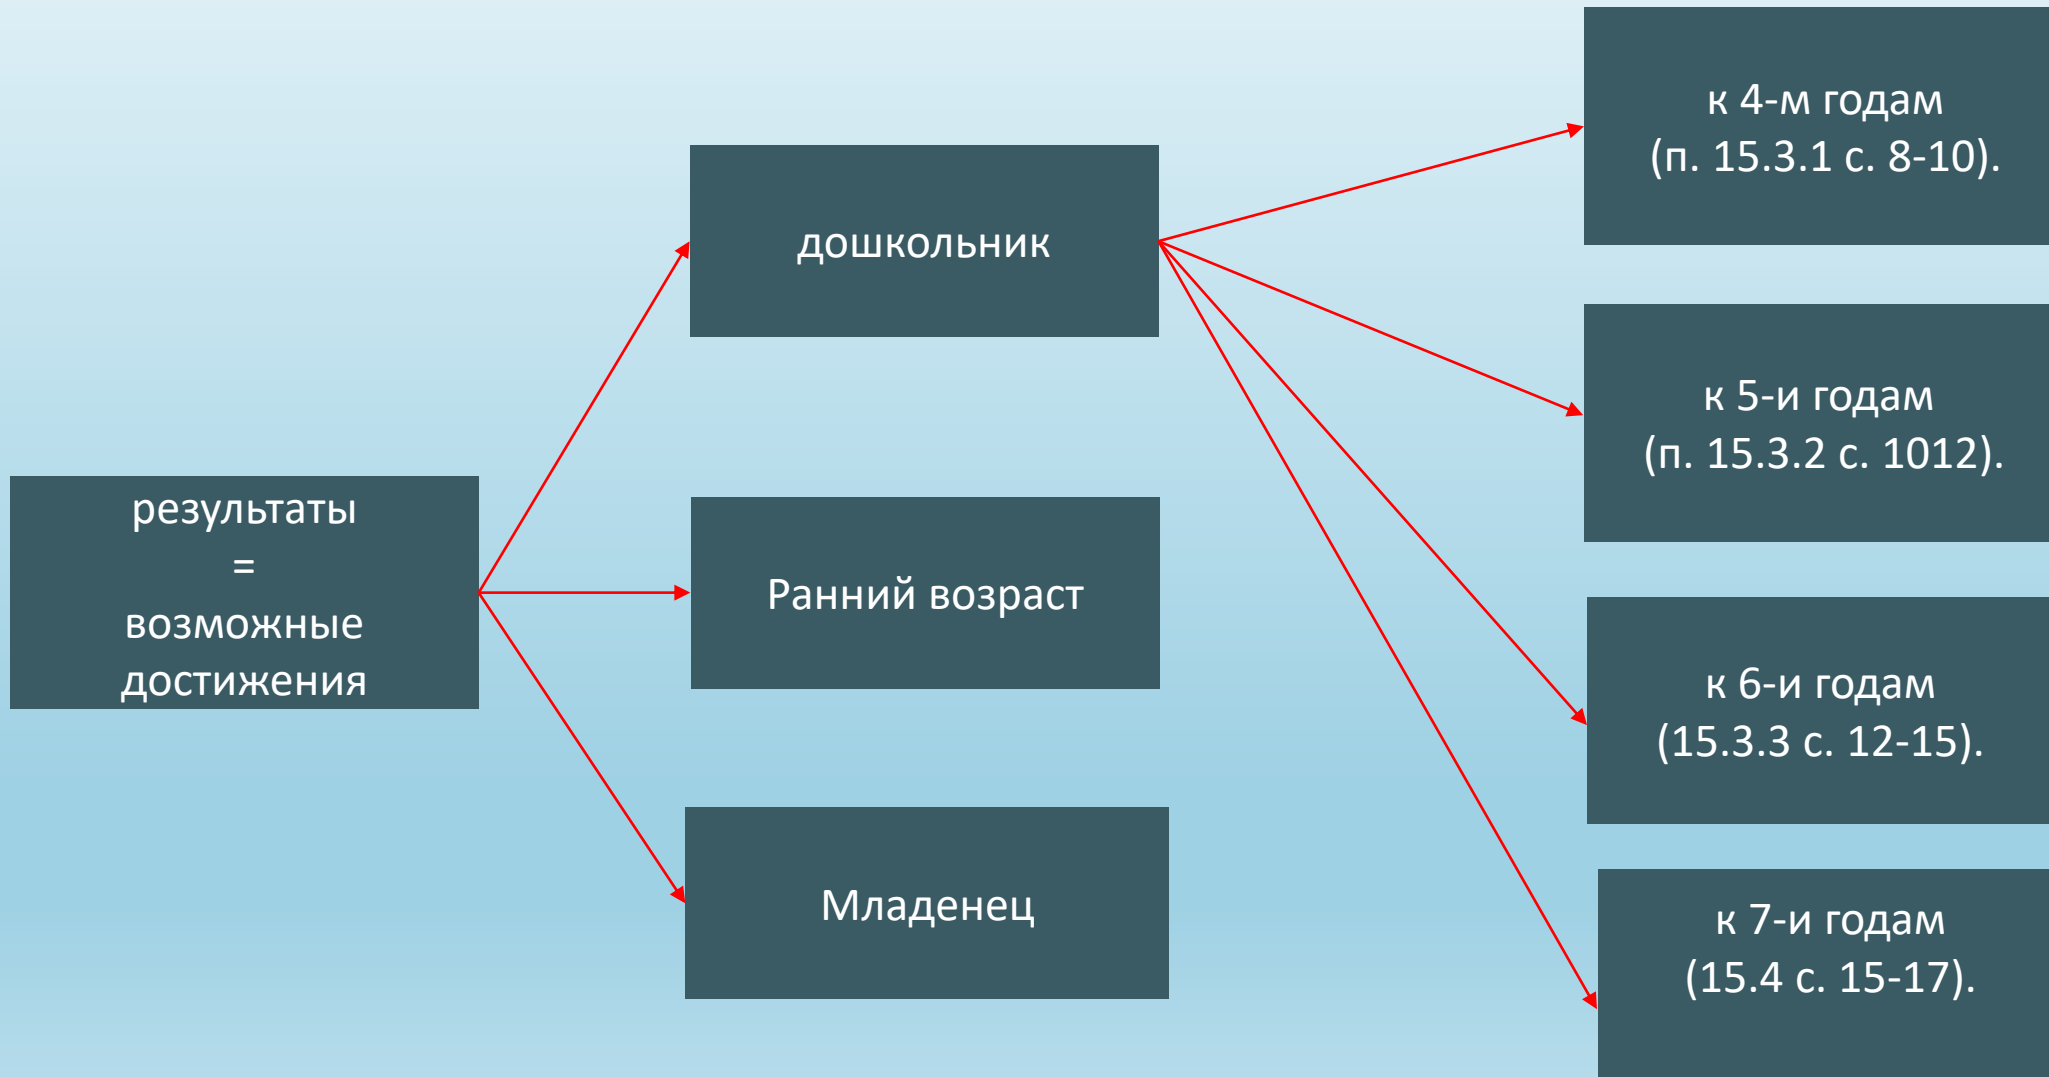 результаты
=
возможные
достижения
дошкольник
Ранний возраст
Младенец
к 4-м годам
(п. 15.3.1 с. 8-10).
к 5-и годам
(п. 15.3.2 с. 1012).
к 6-и годам
(15.3.3 с. 12-15).
к 7-и годам
(15.4 с. 15-17).